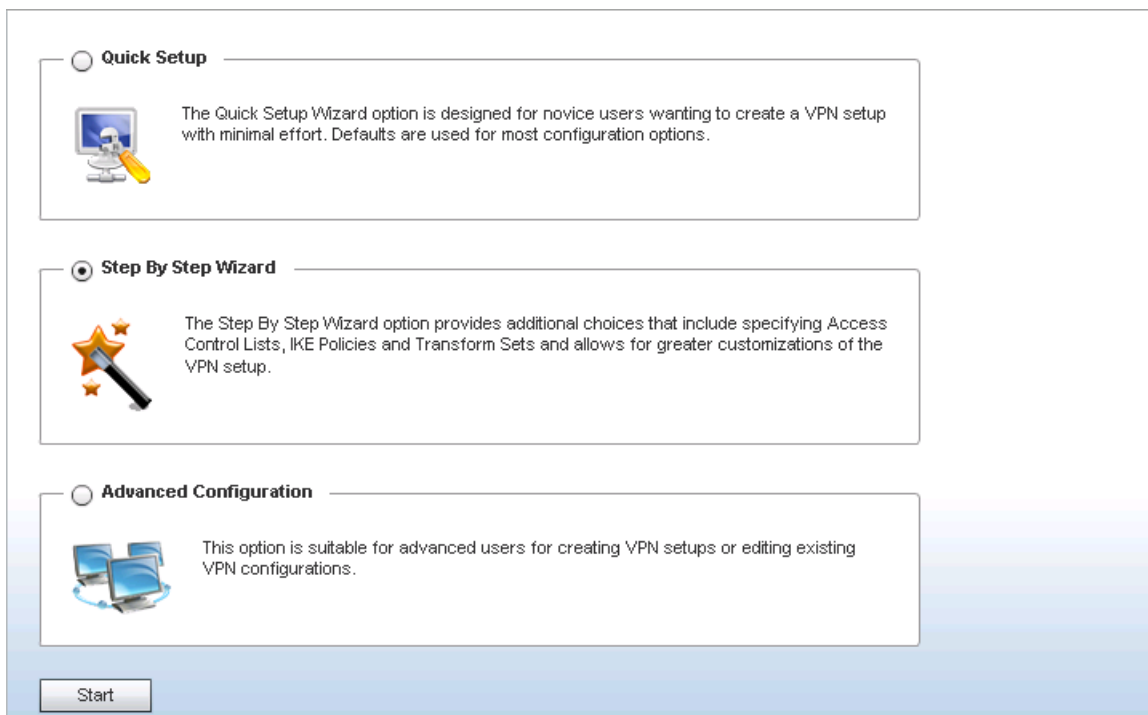 Quick Setup
The Quick Setup Wizard option is designed for novice users wanting to create a VPN setup
with minimal effort. Defaults are used for most configuration options.
Step By Step Wizard
The Step By Step Wizard option provides additional choices that include specifying Access
Control Lists, IKE Policies and Transform Sets and allows for greater customizations of the
VPN setup.
Advanced Configuration
This option is suitable for advanced users for creating VPN setups or editing existing
VPN configurations.
Start